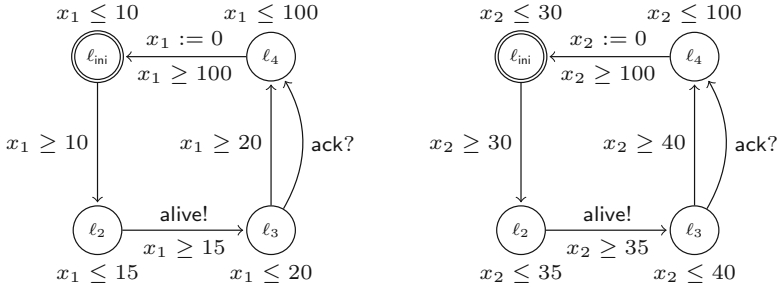 x₁ ≤ 10 x₁ ≤ 100 x₂ ≤ 30 x₂ ≤ 100
x₁ := 0 x₂ := 0
ℓini ℓ₄ ℓini ℓ₄
x₁ ≥ 100 x₂ ≥ 100
x₁ ≥ 10 x₁ ≥ 20 ack? x₂ ≥ 30 x₂ ≥ 40 ack?
alive! alive!
ℓ₂ ℓ₃ ℓ₂ ℓ₃
x₁ ≥ 15 x₂ ≥ 35
x₁ ≤ 15 x₁ ≤ 20 x₂ ≤ 35 x₂ ≤ 40